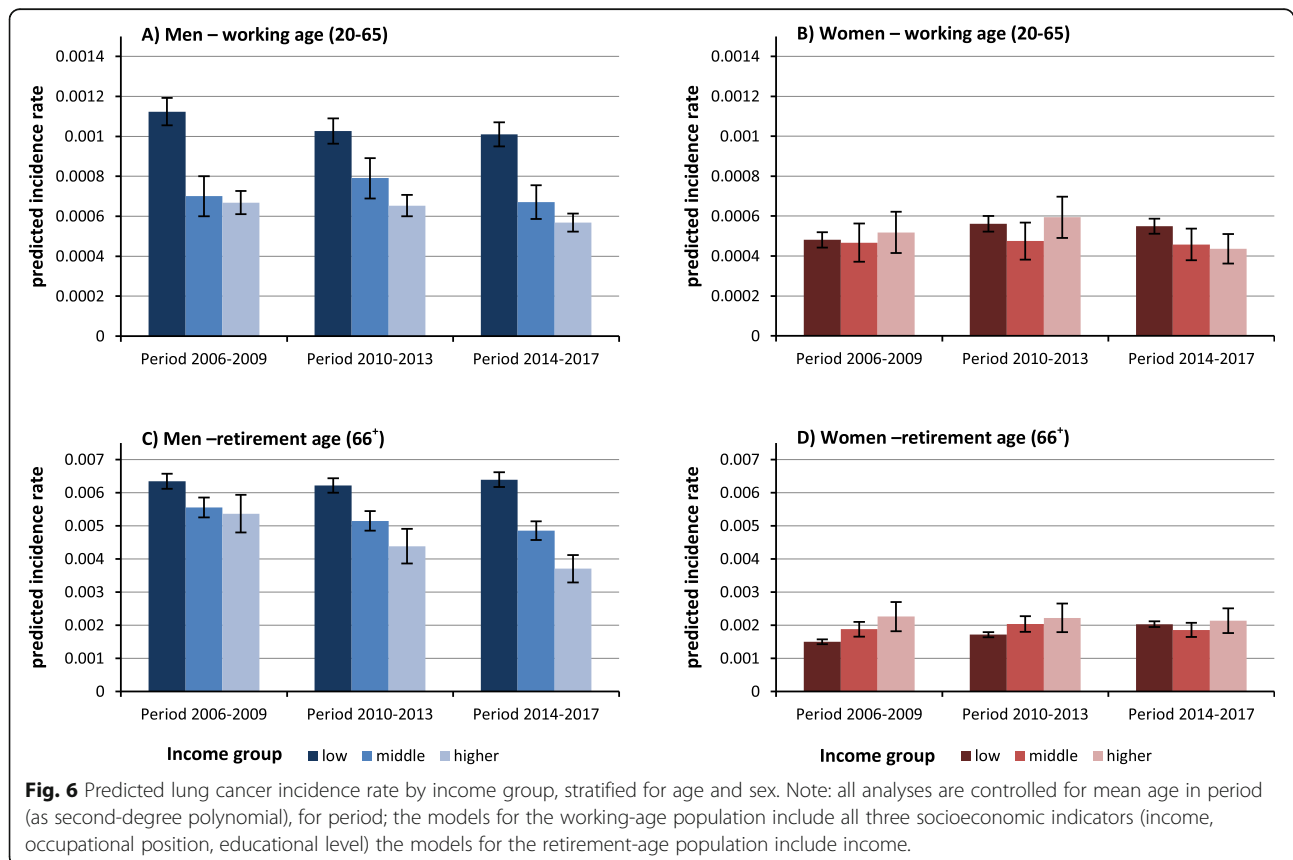 A) Men – working age (20-65)
predicted incidence rate
0.0014
0.0012
0.001
0.0008
0.0006
0.0004
0.0002
0
Period 2006-2009 Period 2010-2013 Period 2014-2017
B) Women – working age (20-65)
predicted incidence rate
0.0014
0.0012
0.001
0.0008
0.0006
0.0004
0.0002
0
Period 2006-2009 Period 2010-2013 Period 2014-2017
C) Men –retirement age (66+)
predicted incidence rate
0.007
0.006
0.005
0.004
0.003
0.002
0.001
0
Period 2006-2009 Period 2010-2013 Period 2014-2017
Income group low middle higher
D) Women –retirement age (66+)
predicted incidence rate
0.007
0.006
0.005
0.004
0.003
0.002
0.001
0
Period 2006-2009 Period 2010-2013 Period 2014-2017
Income group low middle higher
Fig. 6 Predicted lung cancer incidence rate by income group, stratified for age and sex. Note: all analyses are controlled for mean age in period
(as second-degree polynomial), for period; the models for the working-age population include all three socioeconomic indicators (income,
occupational position, educational level) the models for the retirement-age population include income.